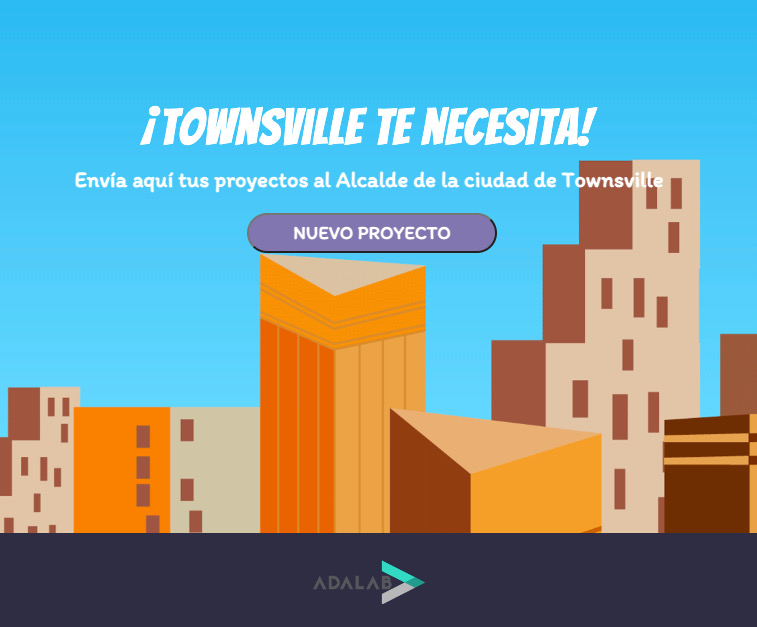 ¡TOWNSVILLE TE NECESITA!
Envía aquí tus proyectos al Alcalde de la ciudad de Townsville
NUEVO PROYECTO
ADALAB